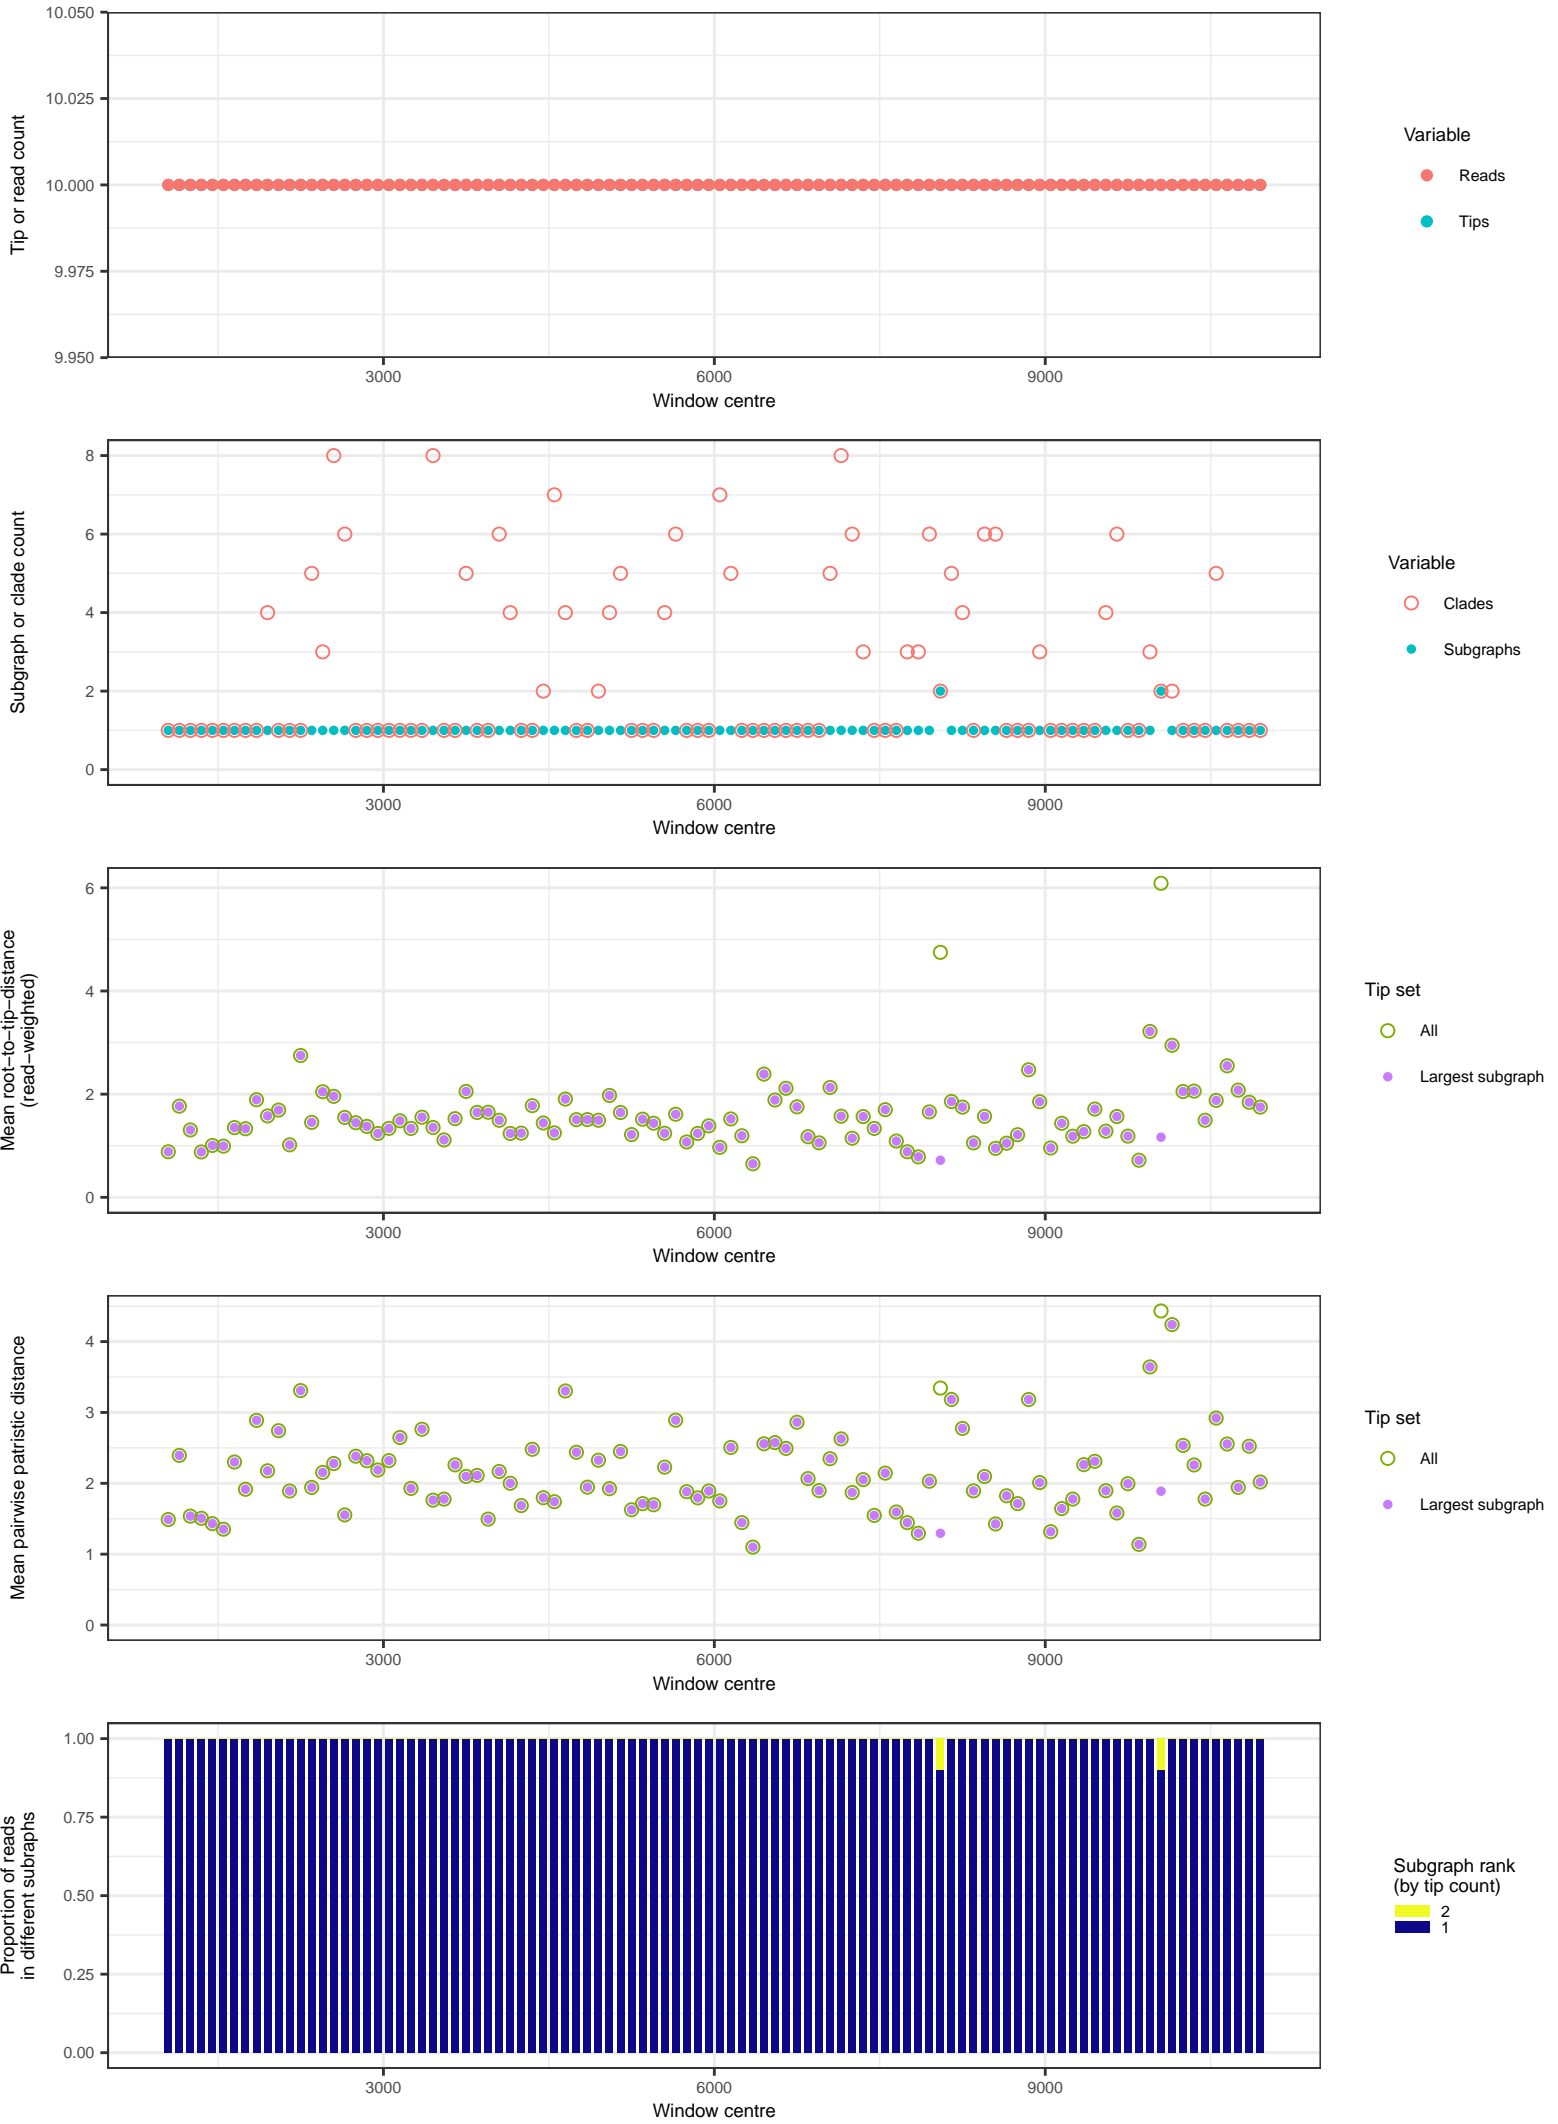 10.050
10.025
10.000
9.975
9.950
Tip or read count
3000 6000 9000
Window centre
Variable
Reads
Tips
8
6
4
2
0
Subgraph or clade count
3000 6000 9000
Window centre
Variable
Clades
Subgraphs
6
4
2
0
Mean root−to−tip−distance
(read−weighted)
3000 6000 9000
Window centre
Tip set
All
Largest subgraph
4
3
2
1
0
Mean pairwise patristic distance
3000 6000 9000
Window centre
Tip set
All
Largest subgraph
1.00
0.75
0.50
0.25
0.00
Proportion of reads
in different subraphs
3000 6000 9000
Window centre
Subgraph rank
(by tip count)
2
1